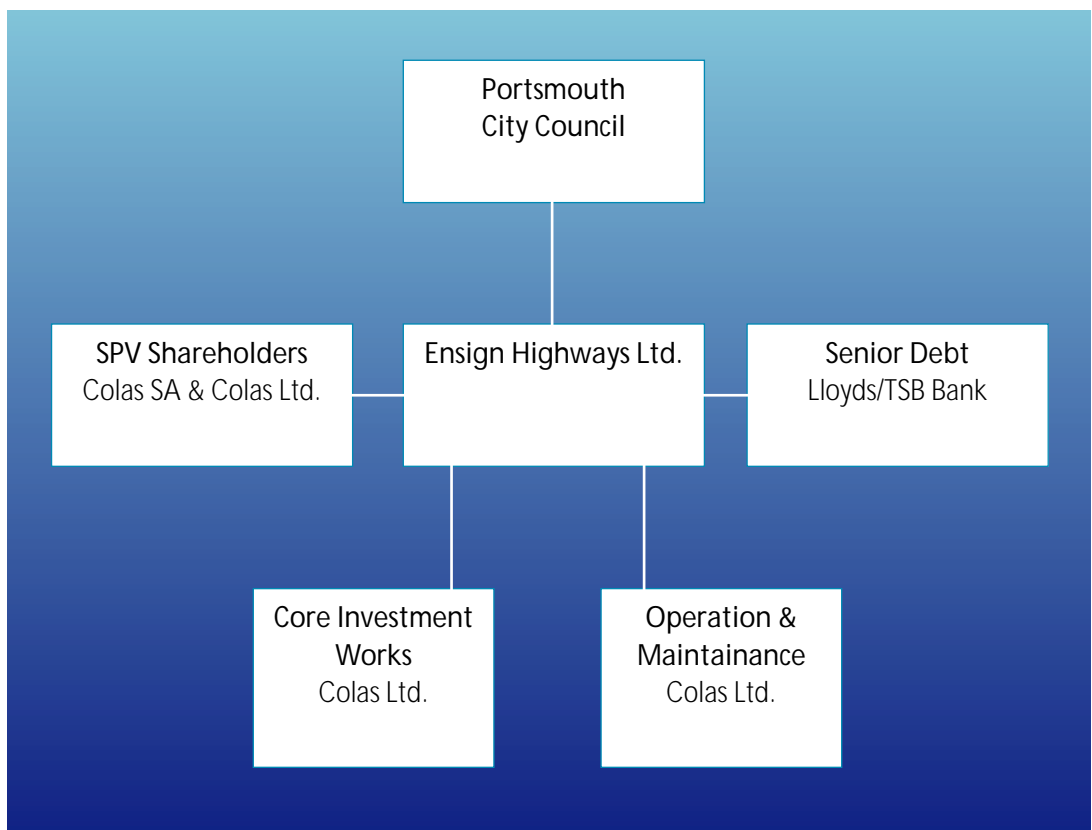 Portsmouth
City Council
SPV Shareholders
Colas SA & Colas Ltd.
Ensign Highways Ltd.
Senior Debt
Lloyds/TSB Bank
Core Investment
Works
Colas Ltd.
Operation &
Maintainance
Colas Ltd.